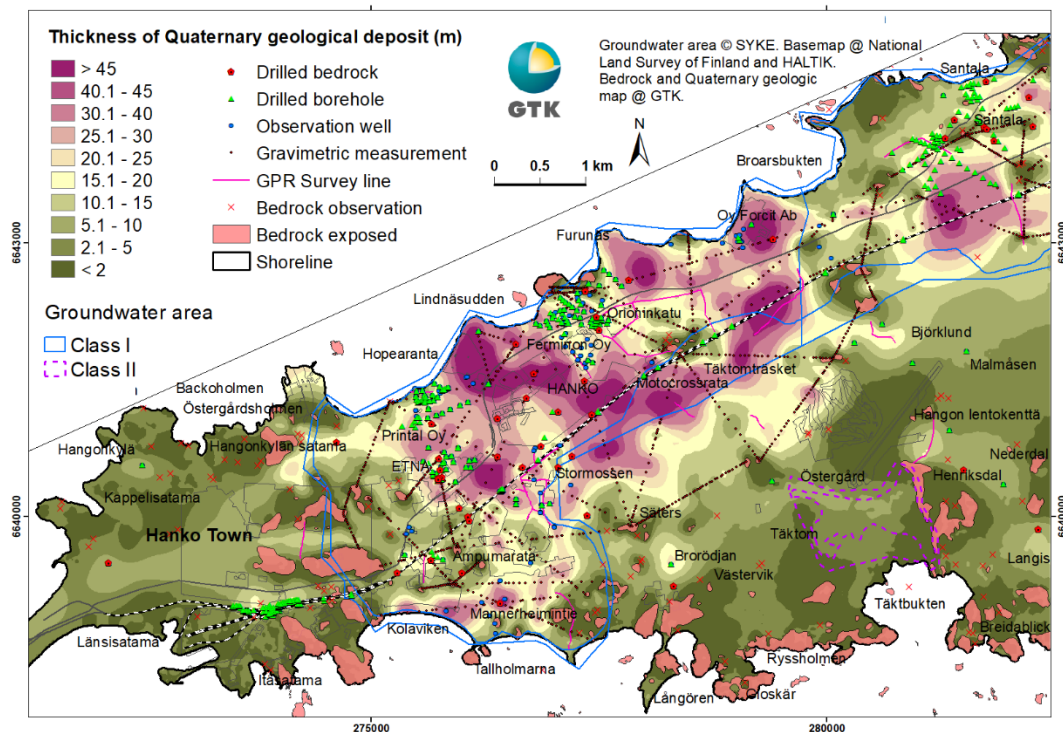 Thickness of Quaternary geological deposit (m)
> 45
40.1 - 45
30.1 - 40
25.1 - 30
20.1 - 25
15.1 - 20
10.1 - 15
5.1 - 10
2.1 - 5
< 2
Drilled bedrock
Drilled borehole
Observation well
Gravimetric measurement
GPR Survey line
Bedrock observation
Bedrock exposed
Shoreline
Groundwater area
Class I
Class II
GTK
Groundwater area © SYKE. Basemap @ National
Land Survey of Finland and HALTIK.
Bedrock and Quaternary geologic
map @ GTK.
N
0 0.5 1 km
Santala
Santala
Broarsbukten
Oy Forcit Ab
Furunäs
6643000
6643000
Lindnäsudden
Orioninkatu
Fermirron Oy
Björklund
Hopearanta
Täktomträsket
Malmåsen
Backoholmen
HANKO
Motocrossrata
Östergårdsholmen
Hangon lentokenttä
Hangonkylä
Hangonkylän satama
Printal Oy
Nederdal
ETNA
Stormossen
Östergård
Henriksdal
Kappelisatama
6640000
6640000
Säters
Hanko Town
Täktom
Ampumarata
Brorödjan
Langis
Västervik
Täktbukten
Mannerheimintie
Länsisatama
Kolaviken
Breidablick
Ryssholmen
Tallholmarna
Itäsatama
Långören
Gloskär
275000
280000